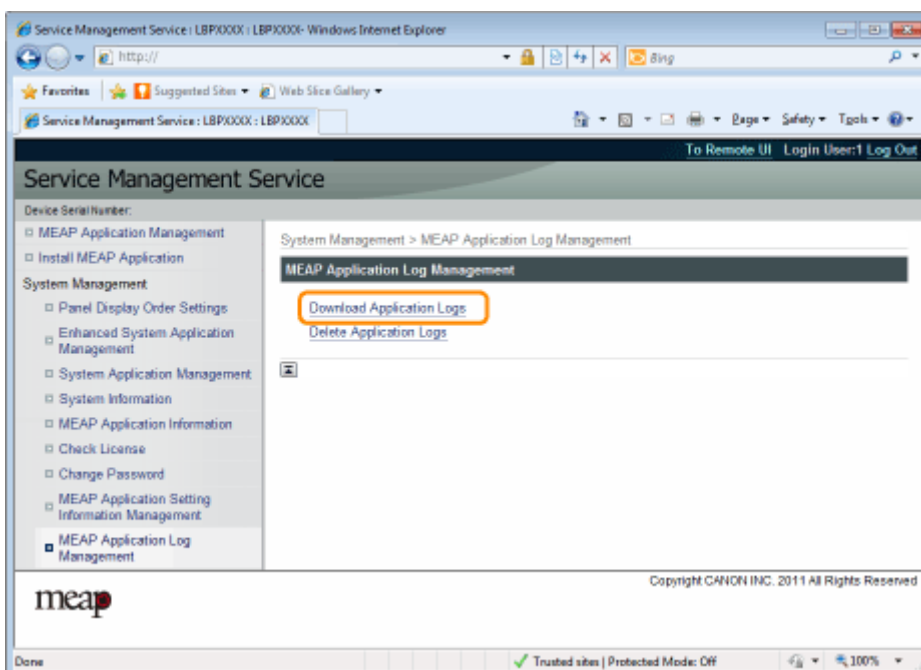 Service Management Service : LBPXXXX : LBPXXXX- Windows Internet Explorer
http://
Bing
Favorites
Suggested Sites
Web Slice Gallery
Service Management Service : LBPXXXX : LBPXXXX
Page
Safety
Tools
To Remote UI Login User:1 Log Out
Service Management Service
Device Serial Number:
MEAP Application Management
Install MEAP Application
System Management
Panel Display Order Settings
Enhanced System Application
Management
System Application Management
System Information
MEAP Application Information
Check License
Change Password
MEAP Application Setting
Information Management
MEAP Application Log
Management
System Management > MEAP Application Log Management
MEAP Application Log Management
Download Application Logs
Delete Application Logs
meap
Copyright CANON INC. 2011 All Rights Reserved
Done
Trusted sites | Protected Mode: Off
100%